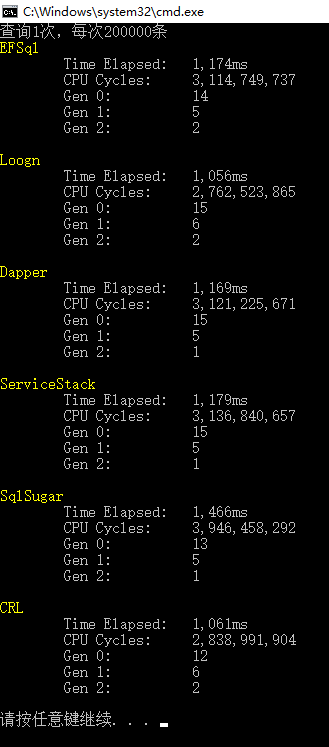 C:\Windows\system32\cmd.exe
查询1次，每次200000条
EFSql
Time Elapsed: 1,174ms
CPU Cycles: 3,114,749,737
Gen 0: 14
Gen 1: 5
Gen 2: 2
Loogn
Time Elapsed: 1,056ms
CPU Cycles: 2,762,523,865
Gen 0: 15
Gen 1: 6
Gen 2: 2
Dapper
Time Elapsed: 1,169ms
CPU Cycles: 3,121,225,671
Gen 0: 15
Gen 1: 5
Gen 2: 1
ServiceStack
Time Elapsed: 1,179ms
CPU Cycles: 3,136,840,657
Gen 0: 15
Gen 1: 5
Gen 2: 1
SqlSugar
Time Elapsed: 1,466ms
CPU Cycles: 3,946,458,292
Gen 0: 13
Gen 1: 5
Gen 2: 1
CRL
Time Elapsed: 1,061ms
CPU Cycles: 2,838,991,904
Gen 0: 12
Gen 1: 6
Gen 2: 2
请按任意键继续. . .